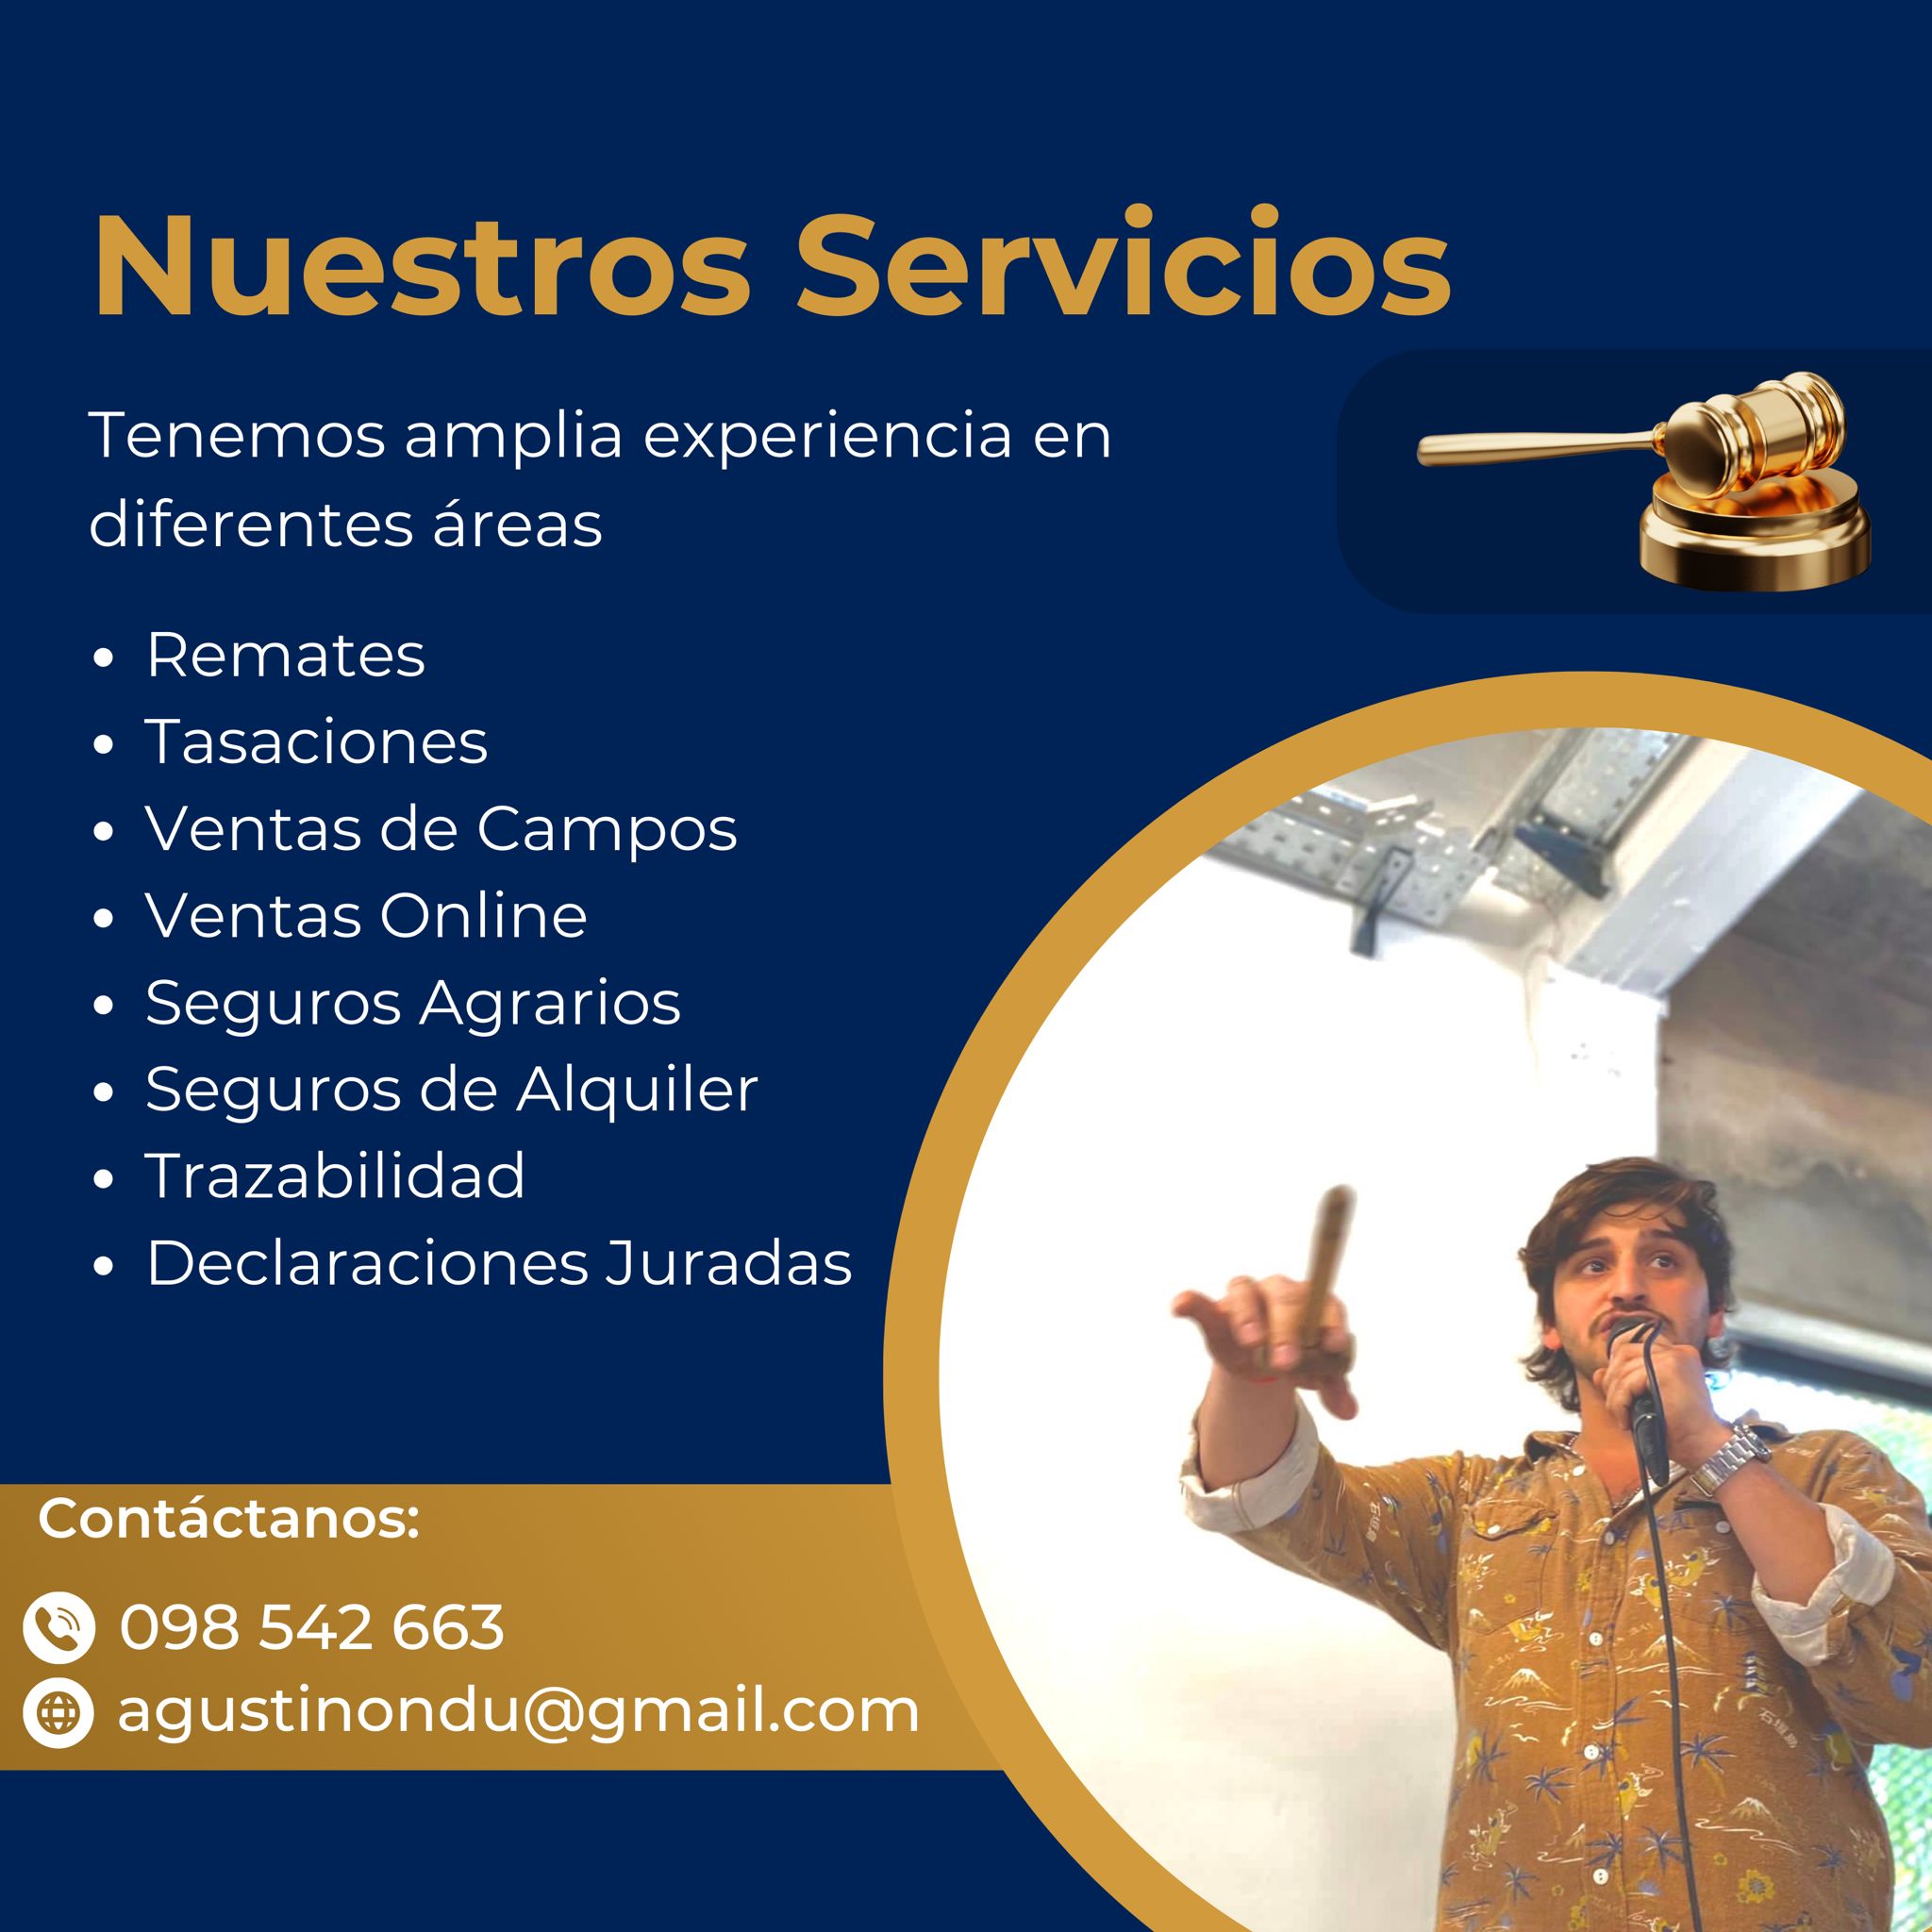 Nuestros Servicios
Tenemos amplia experiencia en
diferentes áreas
Remates
Tasaciones
Ventas de Campos
Ventas Online
Seguros Agrarios
Seguros de Alquiler
Trazabilidad
Declaraciones Juradas
Contáctanos:
098 542 663
agustinondu@gmail.com